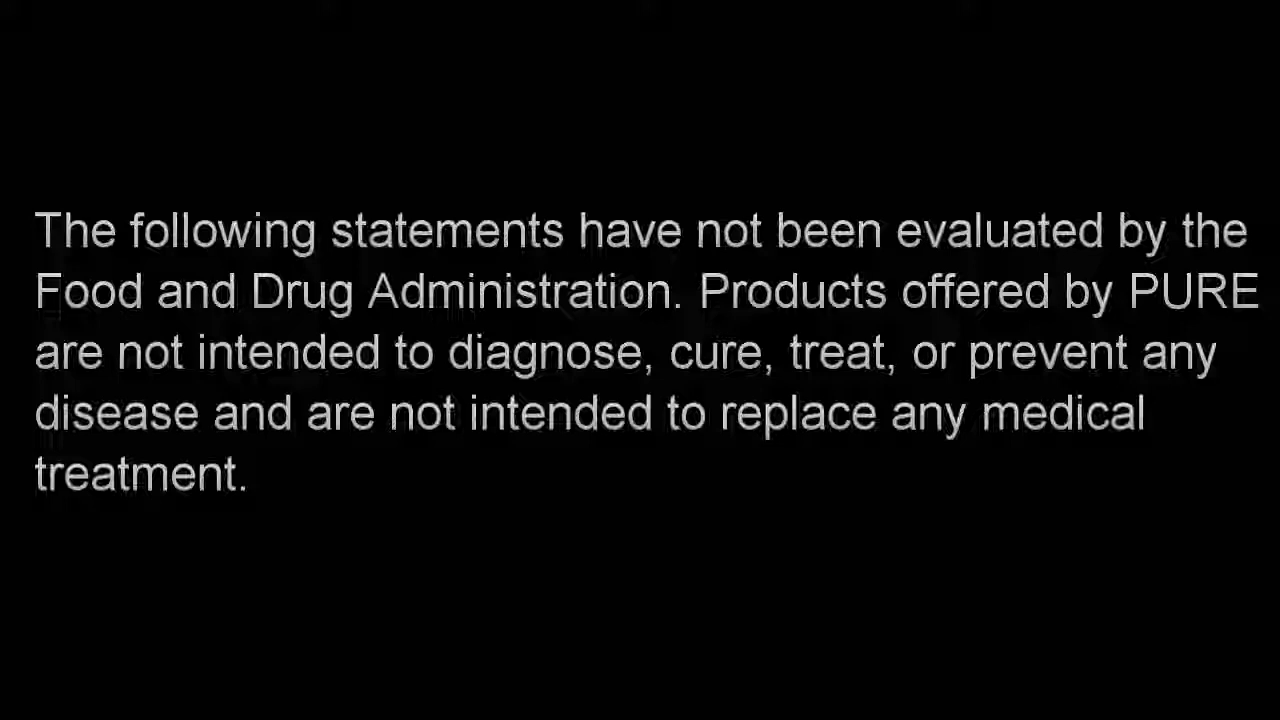 The following statements have not been evaluated by the
Food and Drug Administration. Products offered by PURE
are not intended to diagnose, cure, treat, or prevent any
disease and are not intended to replace any medical
treatment.